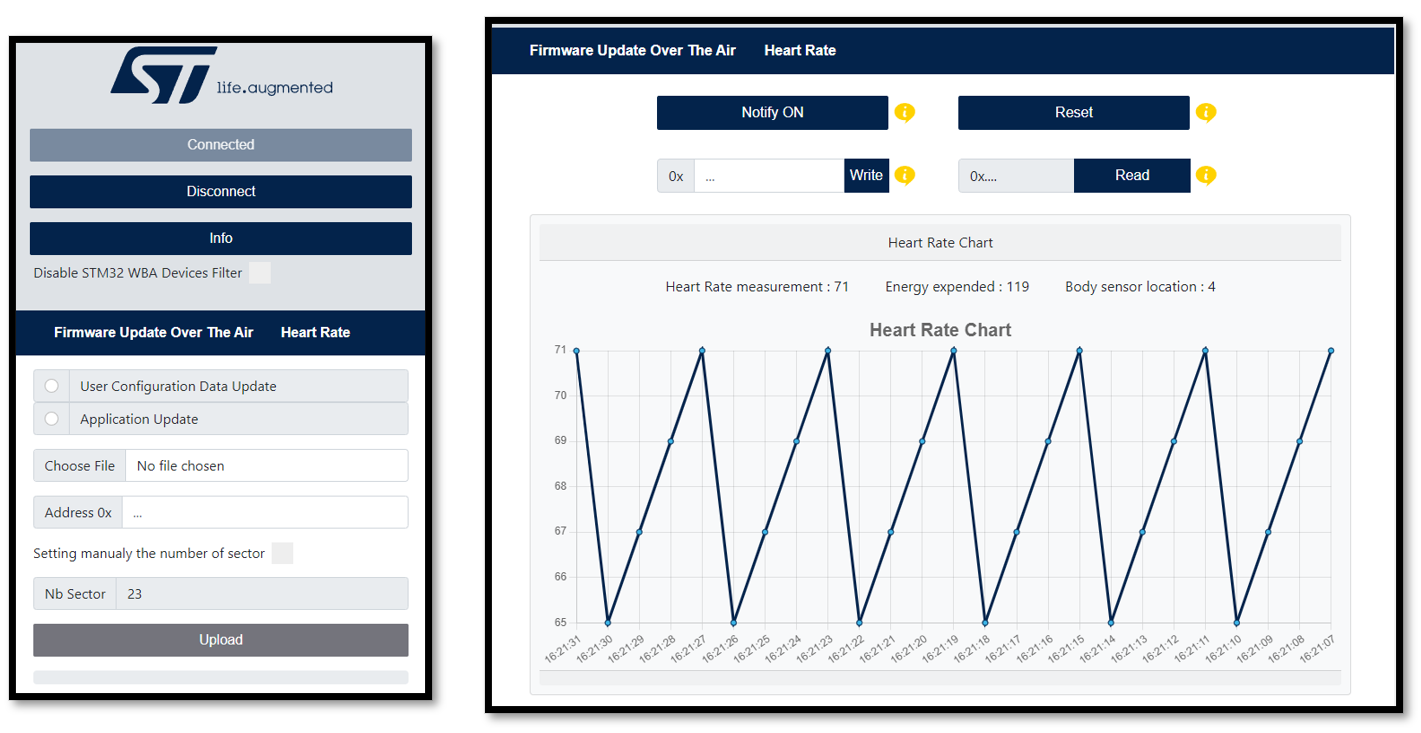 ST
life.augmented
Connected
Disconnect
Info
Disable STM32 WBA Devices Filter
Firmware Update Over The Air Heart Rate
User Configuration Data Update
Application Update
Choose File No file chosen
Address 0x ...
Setting manualy the number of sector
Nb Sector 23
Upload
Firmware Update Over The Air Heart Rate
Notify ON i Reset i
0x ... Write i 0x.... Read i
Heart Rate Chart
Heart Rate measurement : 71 Energy expended : 119 Body sensor location : 4
Heart Rate Chart
71
70
69
68
67
66
65
16:21:31 16:21:30 16:21:29 16:21:28 16:21:27 16:21:26 16:21:25 16:21:24 16:21:23 16:21:22 16:21:21 16:21:20 16:21:19 16:21:18 16:21:17 16:21:16 16:21:15 16:21:14 16:21:13 16:21:12 16:21:11 16:21:10 16:21:09 16:21:08 16:21:07